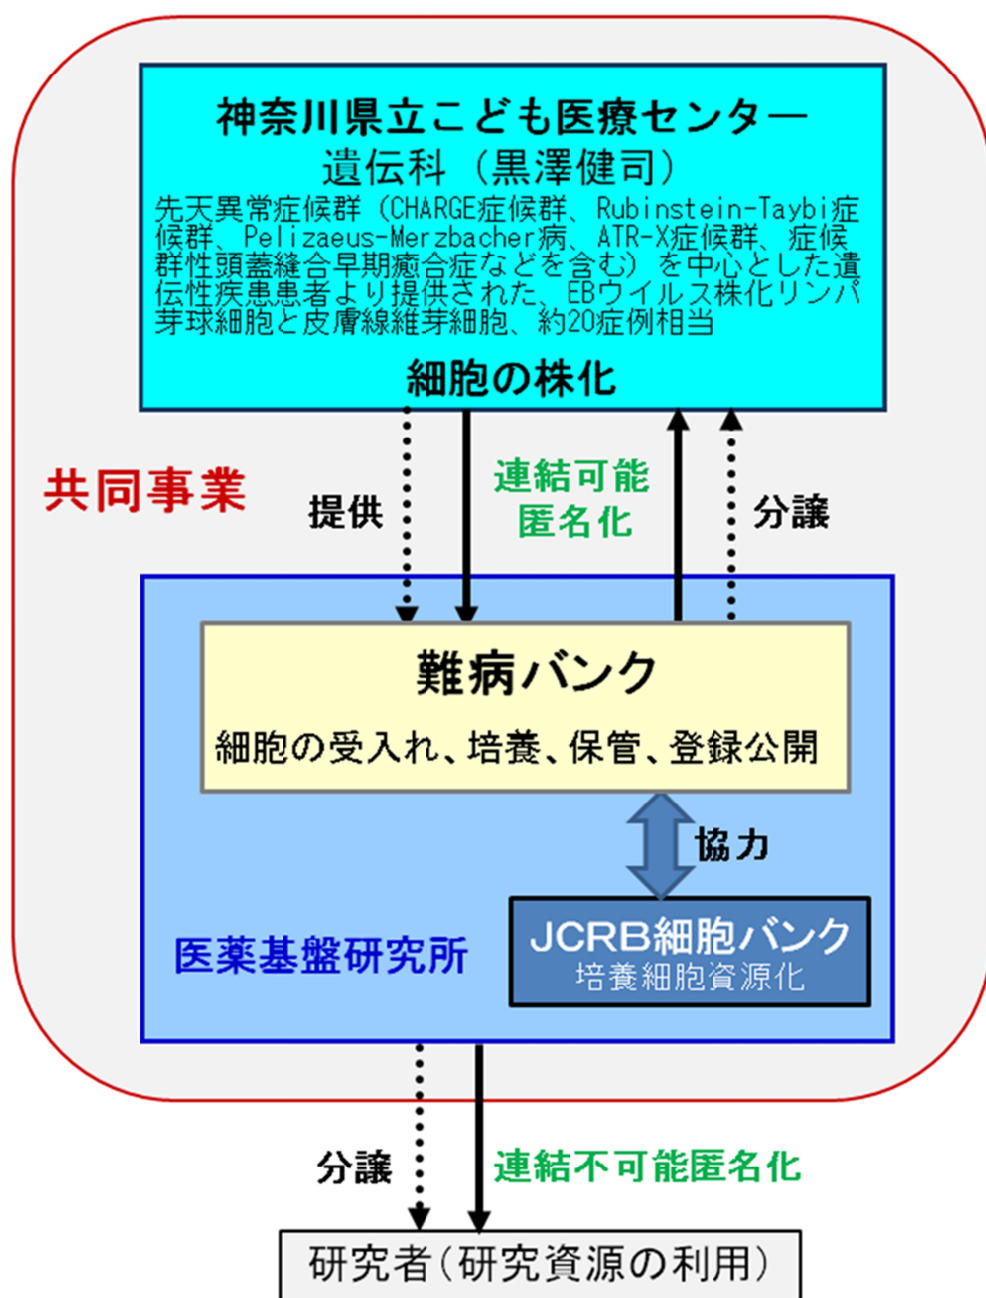 神奈川県立こども医療センター
遺伝科（黒澤健司）
先天異常症候群（CHARGE症候群、Rubinstein-Taybi症
候群、Pelizaeus-Merzbacher病、ATR-X症候群、症候
群性頭蓋縫合早期癒合症などを含む）を中心とした遺
伝性疾患患者より提供された、EBウイルス株化リンパ
芽球細胞と皮膚線維芽細胞、約20症例相当
細胞の株化
共同事業
提供
連結可能
匿名化
分譲
難病バンク
細胞の受入れ、培養、保管、登録公開
協力
医薬基盤研究所
JCRB細胞バンク
培養細胞資源化
分譲
連結不可能匿名化
研究者（研究資源の利用）